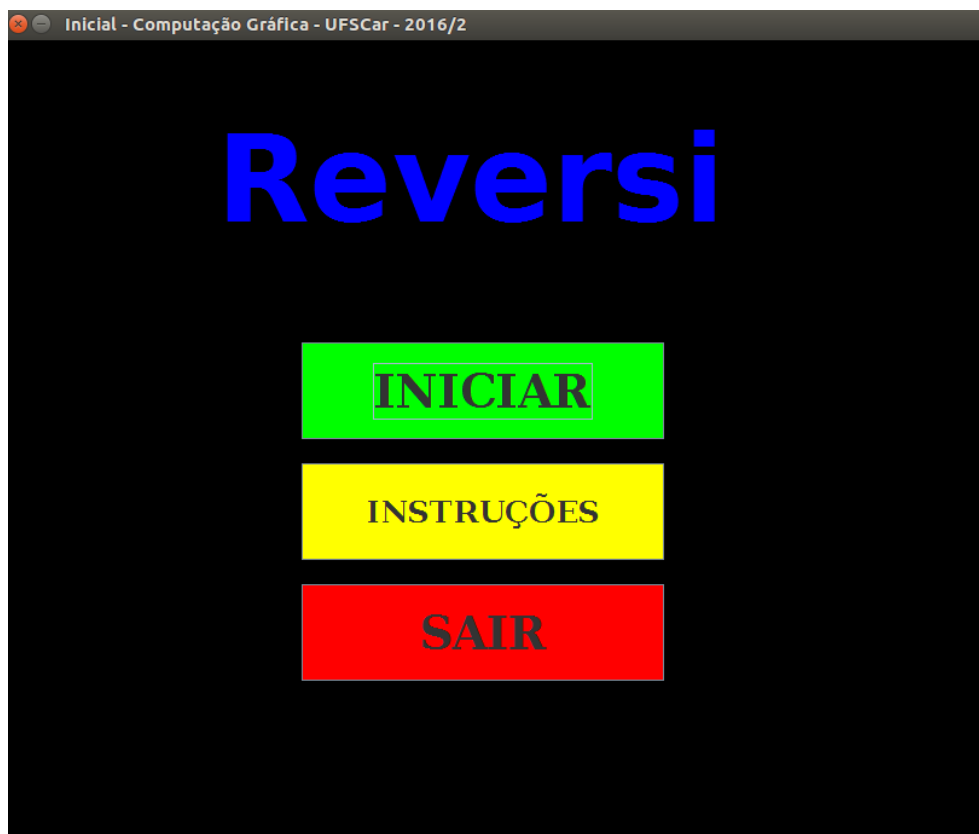 Inicial - Computação Gráfica - UFSCar - 2016/2
Reversi
INICIAR
INSTRUÇÕES
SAIR